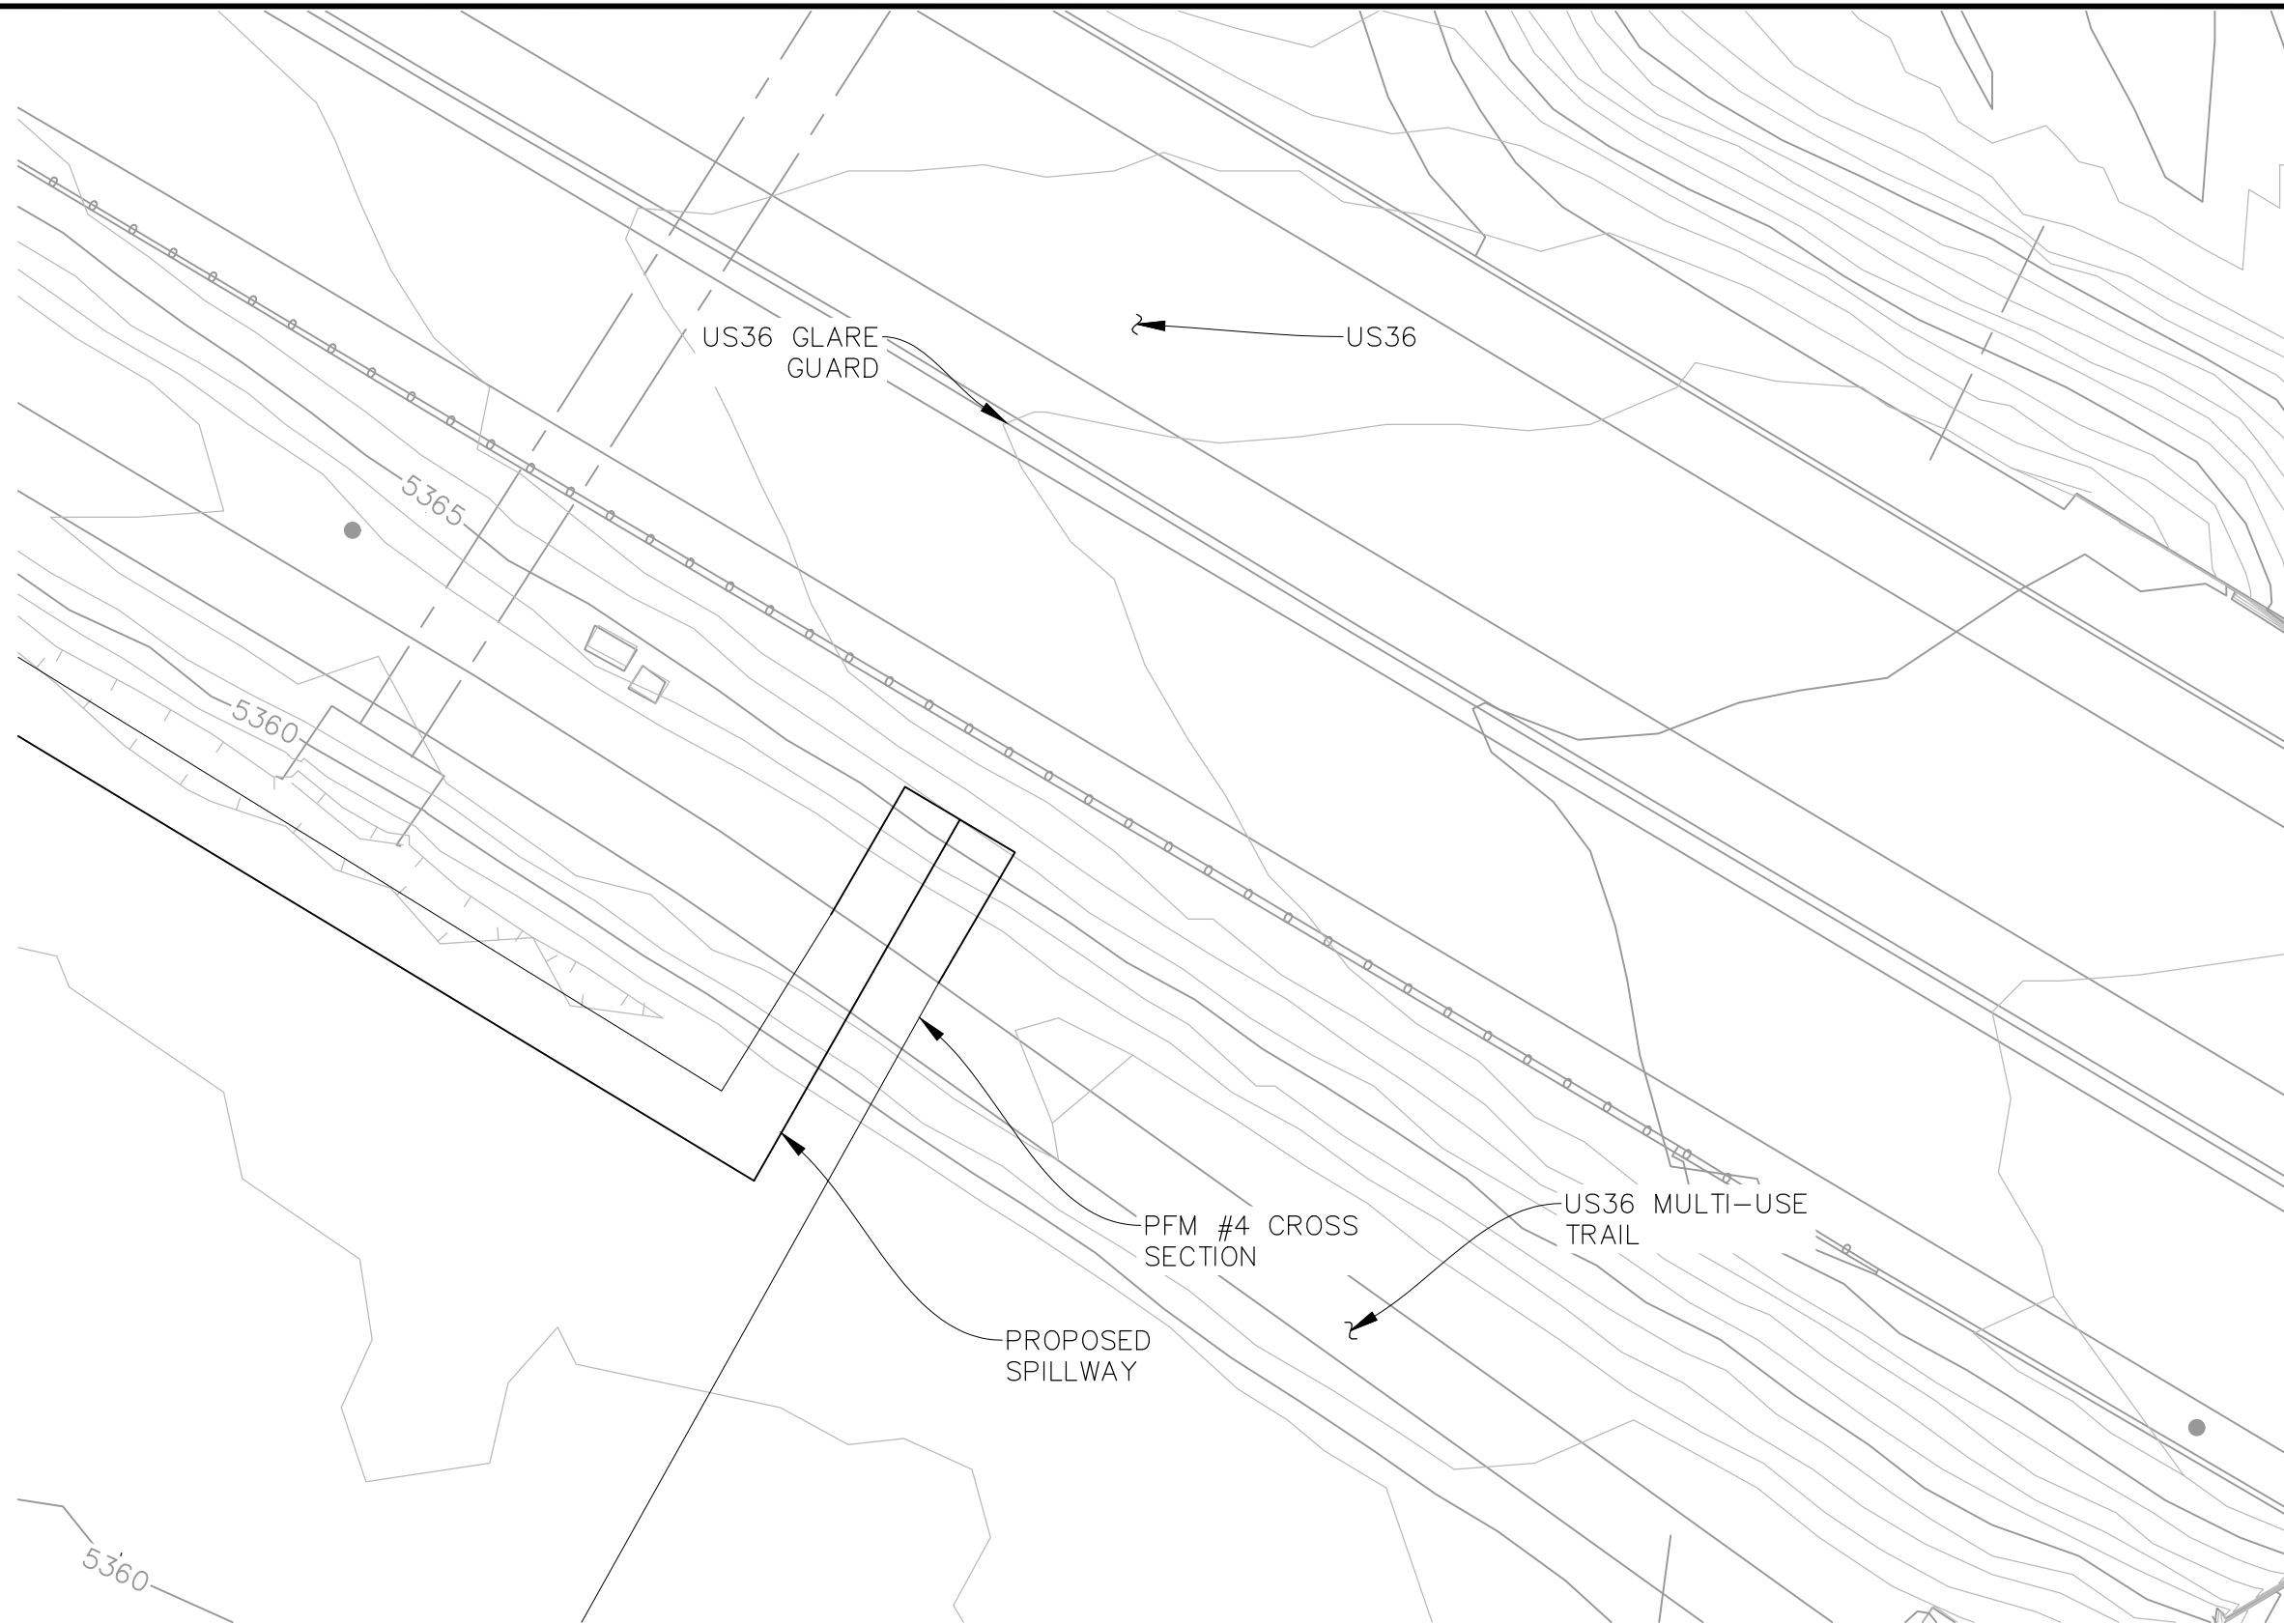 US36 GLARE
GUARD
US36
5365
5360
US36 MULTI-USE
TRAIL
PFM #4 CROSS
SECTION
PROPOSED
SPILLWAY
5360